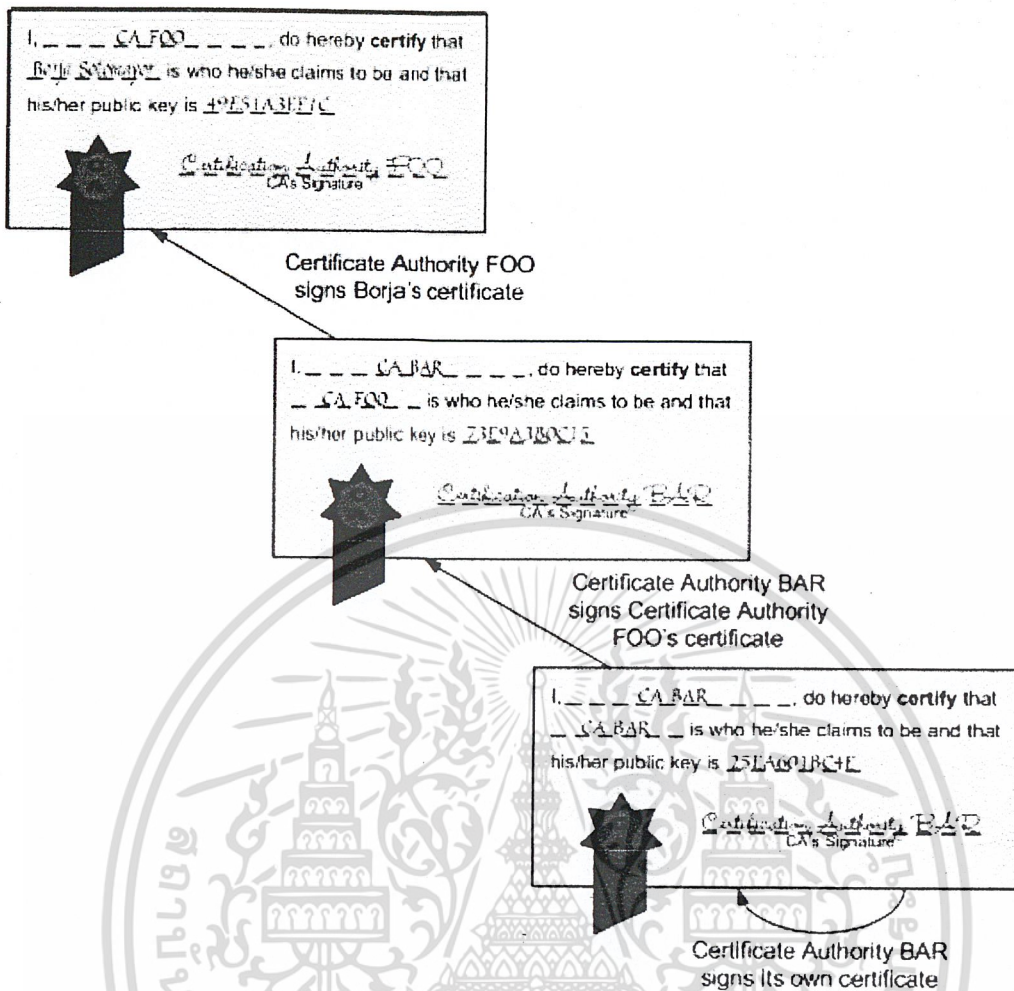 I, _ _ _ CA FOO _ _ _ _, do hereby certify that
Borja Sotomayor is who he/she claims to be and that
his/her public key is
Certification Authority FOO
CA's Signature
Certificate Authority FOO
signs Borja's certificate
I, _ _ _ CA BAR _ _ _ _, do hereby certify that
_ CA FOO _ is who he/she claims to be and that
his/her public key is
Certification Authority BAR
CA's Signature
Certificate Authority BAR
signs Certificate Authority
FOO's certificate
I, _ _ _ CA BAR _ _ _ _, do hereby certify that
_ CA BAR _ is who he/she claims to be and that
his/her public key is
Certification Authority BAR
CA's Signature
Certificate Authority BAR
signs its own certificate